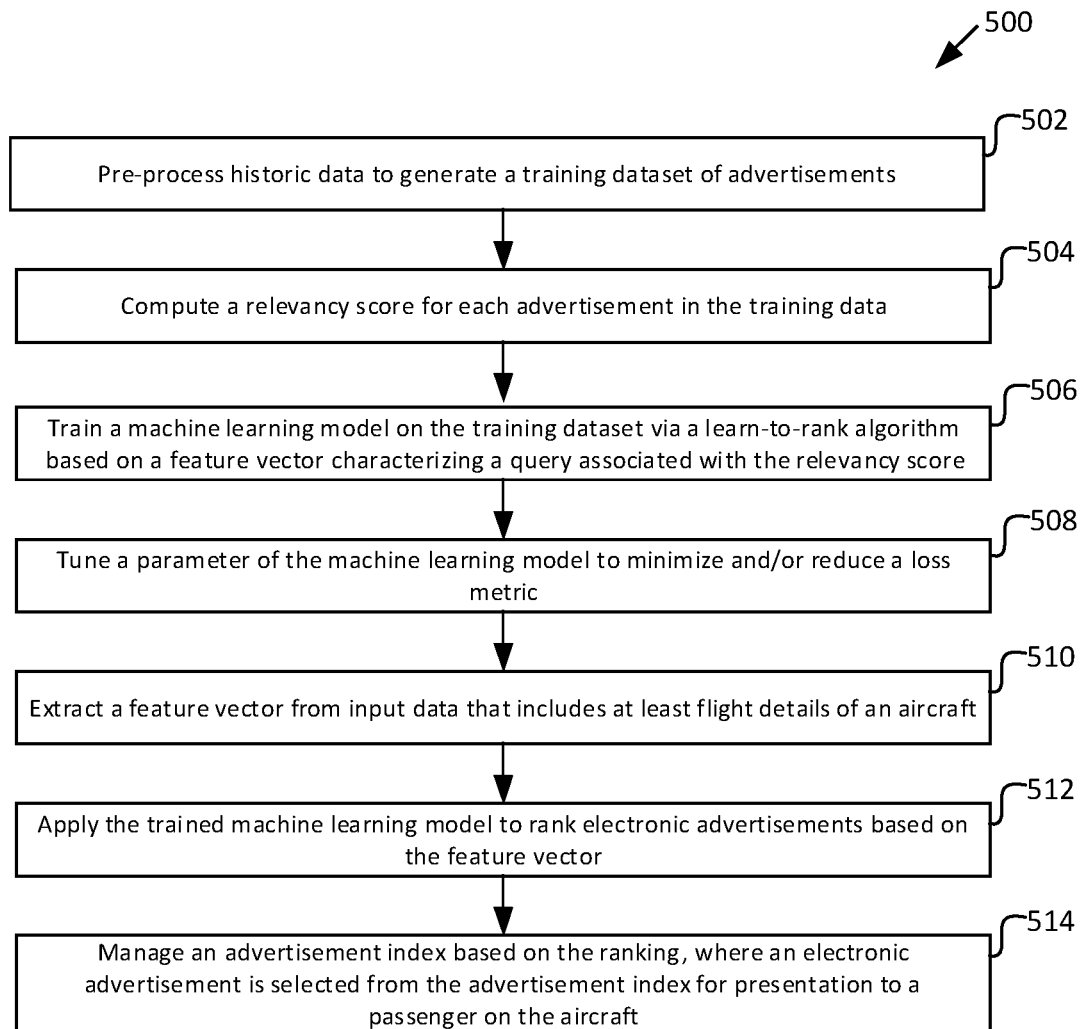 500
502
Pre-process historic data to generate a training dataset of advertisements
504
Compute a relevancy score for each advertisement in the training data
506
Train a machine learning model on the training dataset via a learn-to-rank algorithm
based on a feature vector characterizing a query associated with the relevancy score
508
Tune a parameter of the machine learning model to minimize and/or reduce a loss
metric
510
Extract a feature vector from input data that includes at least flight details of an aircraft
512
Apply the trained machine learning model to rank electronic advertisements based on
the feature vector
514
Manage an advertisement index based on the ranking, where an electronic
advertisement is selected from the advertisement index for presentation to a
passenger on the aircraft